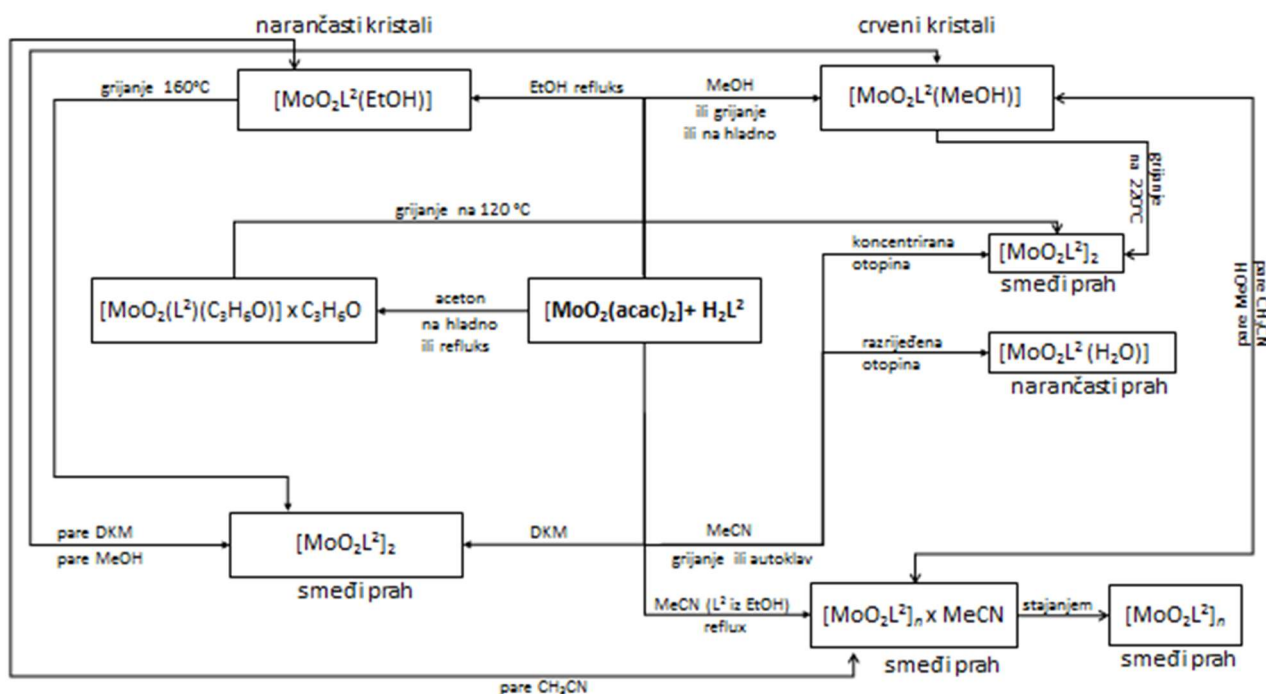 narančasti kristali
crveni kristali
grijanje 160°C
[MoO₂L²(EtOH)]
EtOH refluks
MeOH
ili grijanje
ili na hladno
[MoO₂L²(MeOH)]
grijanje
na 220°C
grijanje na 120 °C
koncentrirana
otopina
[MoO₂L²]₂
smeđi prah
pare CH₃CN
pare MeOH
[MoO₂(L²)(C₃H₆O)] x C₃H₆O
aceton
na hladno
ili refluks
[MoO₂(acac)₂]+ H₂L²
razrijeđena
otopina
[MoO₂L² (H₂O)]
narančasti prah
pare DKM
pare MeOH
[MoO₂L²]₂
smeđi prah
DKM
MeCN
grijanje ili autoklav
MeCN (L² iz EtOH)
reflux
[MoO₂L²]ₙ x MeCN
smeđi prah
stajanjem
[MoO₂L²]ₙ
smeđi prah
pare CH₃CN